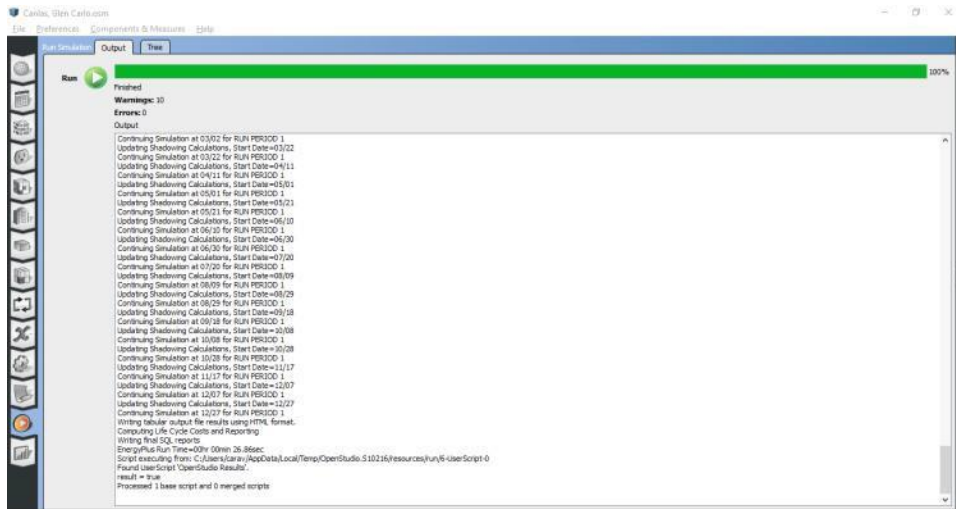 Canlas, Glen Carlo.osm
File Preferences Components & Measures Help
Run Simulation Output Tree
Run 100%
Finished
Warnings: 10
Errors: 0
Output
Continuing Simulation at 03/02 for RUN PERIOD 1
Updating Shadowing Calculations, Start Date=03/22
Continuing Simulation at 03/22 for RUN PERIOD 1
Updating Shadowing Calculations, Start Date=04/11
Continuing Simulation at 04/11 for RUN PERIOD 1
Updating Shadowing Calculations, Start Date=05/01
Continuing Simulation at 05/01 for RUN PERIOD 1
Updating Shadowing Calculations, Start Date=05/21
Continuing Simulation at 05/21 for RUN PERIOD 1
Updating Shadowing Calculations, Start Date=06/10
Continuing Simulation at 06/10 for RUN PERIOD 1
Updating Shadowing Calculations, Start Date=06/30
Continuing Simulation at 06/30 for RUN PERIOD 1
Updating Shadowing Calculations, Start Date=07/20
Continuing Simulation at 07/20 for RUN PERIOD 1
Updating Shadowing Calculations, Start Date=08/09
Continuing Simulation at 08/09 for RUN PERIOD 1
Updating Shadowing Calculations, Start Date=08/29
Continuing Simulation at 08/29 for RUN PERIOD 1
Updating Shadowing Calculations, Start Date=09/18
Continuing Simulation at 09/18 for RUN PERIOD 1
Updating Shadowing Calculations, Start Date=10/08
Continuing Simulation at 10/08 for RUN PERIOD 1
Updating Shadowing Calculations, Start Date=10/28
Continuing Simulation at 10/28 for RUN PERIOD 1
Updating Shadowing Calculations, Start Date=11/17
Continuing Simulation at 11/17 for RUN PERIOD 1
Updating Shadowing Calculations, Start Date=12/07
Continuing Simulation at 12/07 for RUN PERIOD 1
Updating Shadowing Calculations, Start Date=12/27
Continuing Simulation at 12/27 for RUN PERIOD 1
Writing tabular output file results using HTML format.
Computing Life Cycle Costs and Reporting
Writing final SQL reports
EnergyPlus Run Time=00hr 00min 26.86sec
Script executing from: C:/Users/carav/AppData/Local/Temp/OpenStudio.S10216/resources/run/6-UserScript-0
Found UserScript 'OpenStudio Results'.
result = true
Processed 1 base script and 0 merged scripts